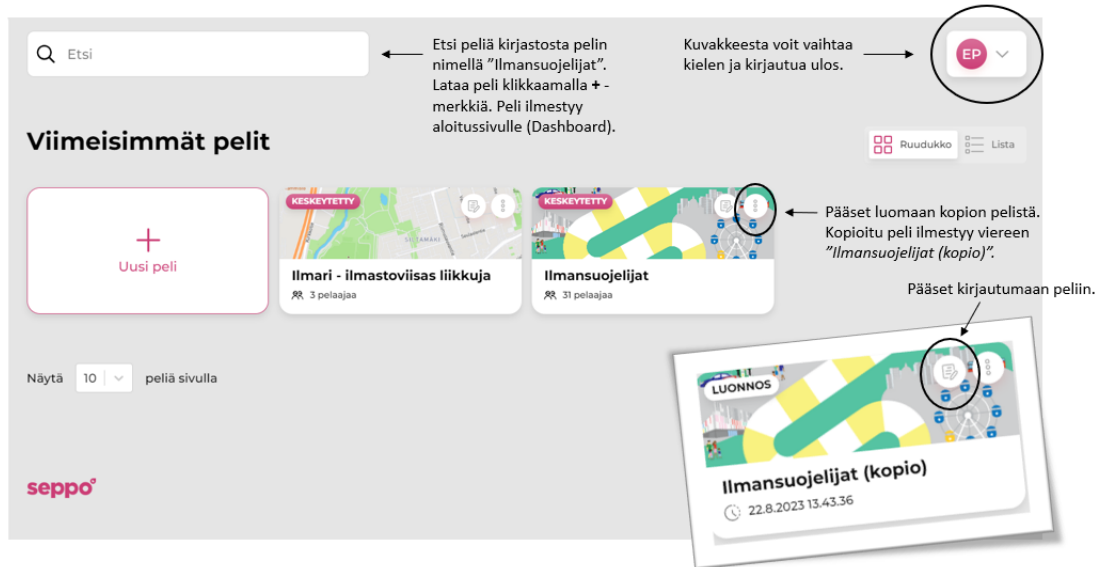 Etsi
Etsi peliä kirjastosta pelin
nimellä ”Ilmansuojelijat”.
Lataa peli klikkaamalla + -
merkkiä. Peli ilmestyy
aloitussivulle (Dashboard).
Kuvakkeesta voit vaihtaa
kielen ja kirjautua ulos.
EP
Viimeisimmät pelit
Ruudukko
Lista
Uusi peli
KESKEYTETTY
Ilmari - ilmastoviisas liikkuja
3 pelaajaa
KESKEYTETTY
Ilmansuojelijat
31 pelaajaa
Pääset luomaan kopion pelistä.
Kopioitu peli ilmestyy viereen
”Ilmansuojelijat (kopio)”.
Pääset kirjautumaan peliin.
Näytä 10 peliä sivulla
LUONNOS
Ilmansuojelijat (kopio)
22.8.2023 13.43.36
seppo